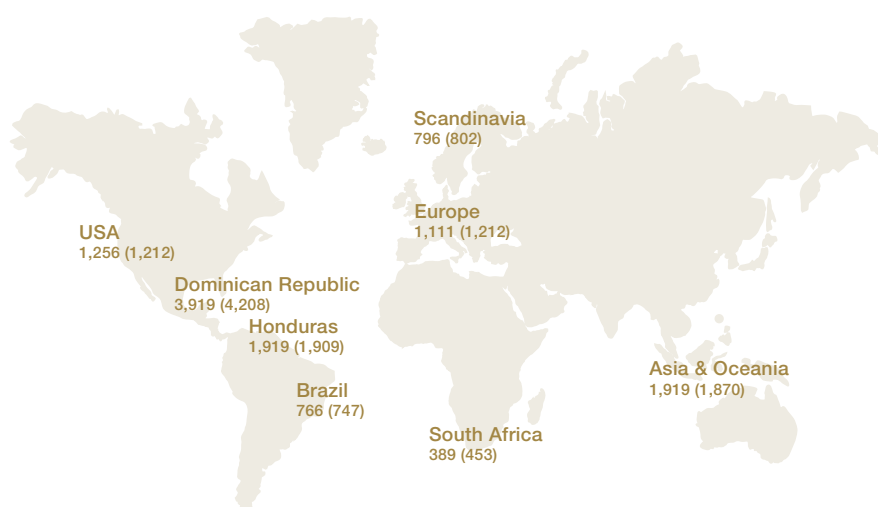 Scandinavia
796 (802)
Europe
1,111 (1,212)
USA
1,256 (1,212)
Dominican Republic
3,919 (4,208)
Honduras
1,919 (1,909)
Brazil
766 (747)
Asia & Oceania
1,919 (1,870)
South Africa
389 (453)